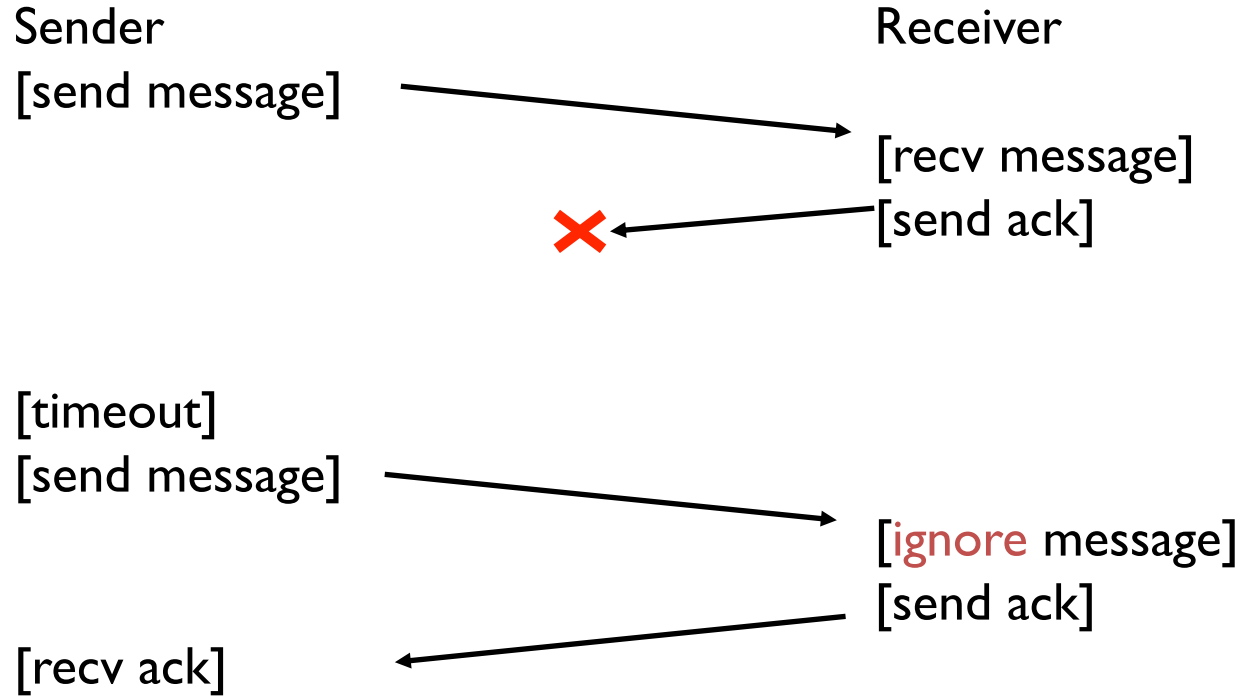 Sender
Receiver
[send message]
[recv message]
[send ack]
[timeout]
[send message]
[ignore message]
[send ack]
[recv ack]